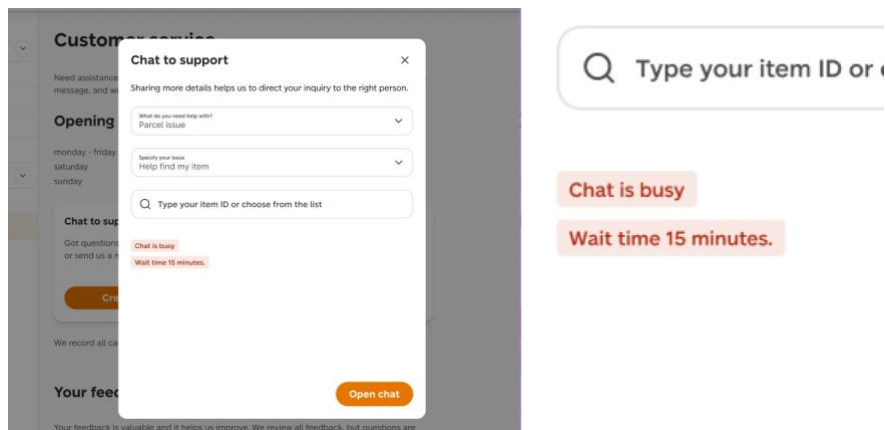 Customer service
Need assistance
message, and we
Opening
monday - friday
saturday
sunday
Chat to sup
Got questions
or send us a m
Cre
We record all ca
Your feed
Your feedback is valuable and it helps us improve. We review all feedback, but questions are
Chat to support
Sharing more details helps us to direct your inquiry to the right person.
What do you need help with?
Parcel issue
Specify your issue
Help find my item
Type your item ID or choose from the list
Chat is busy
Wait time 15 minutes.
Open chat
Type your item ID or
Chat is busy
Wait time 15 minutes.